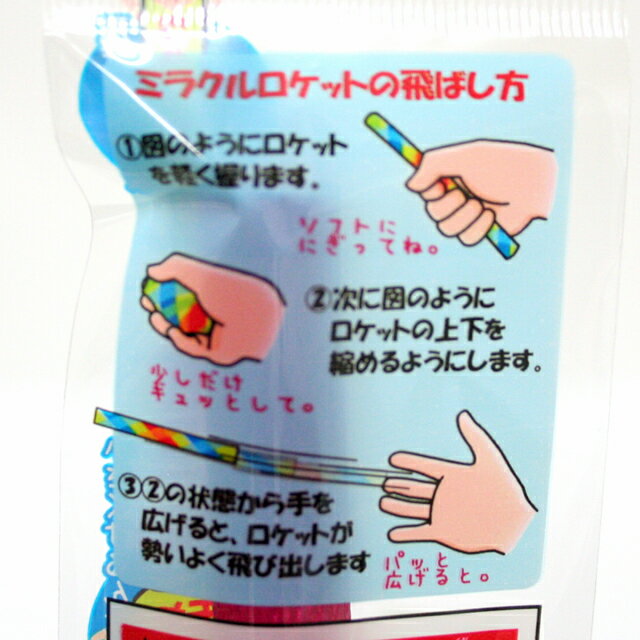 ミラクルロケットの飛ばし方
①図のようにロケット
を軽く握ります。
ソフトに
にぎってね。
②次に図のように
ロケットの上下を
縮めるようにします。
少しだけ
キュッとして。
③②の状態から手を
広げると、ロケットが
勢いよく飛び出します
パッと
広げると。